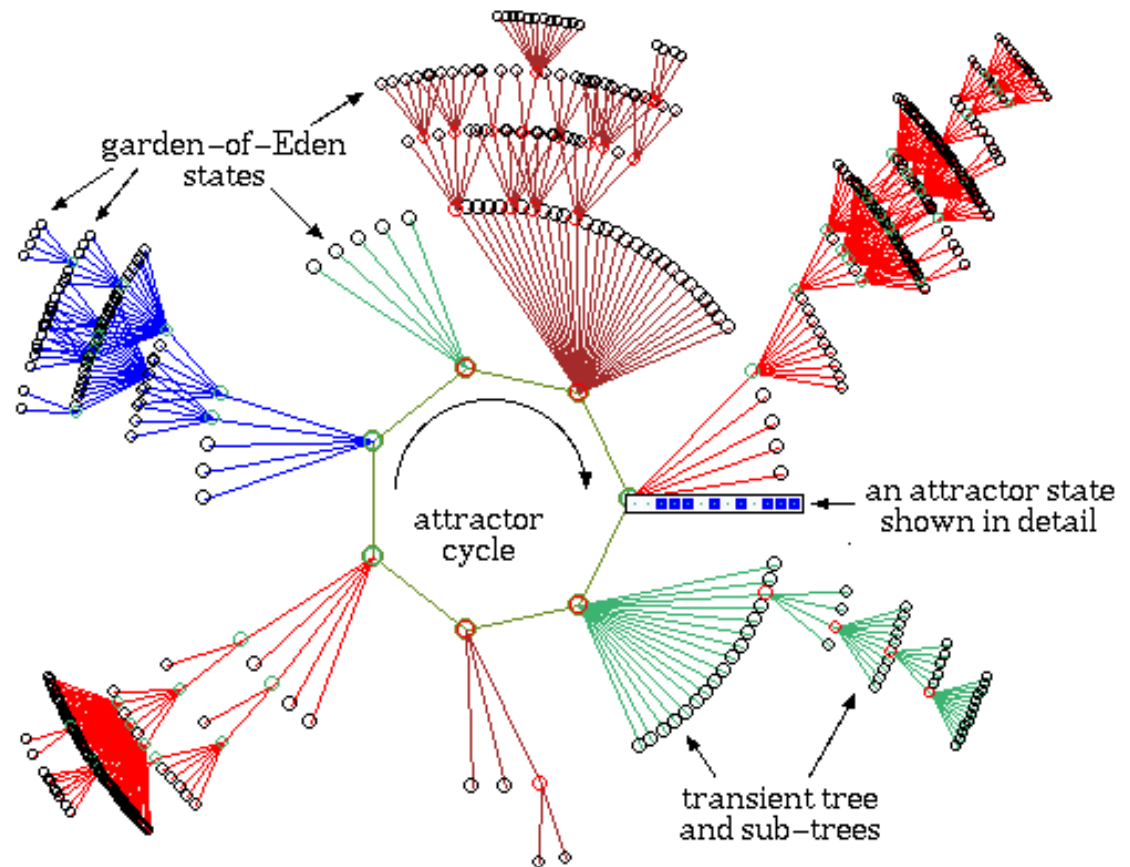 garden-of-Eden
states
attractor
cycle
an attractor state
shown in detail
transient tree
and sub-trees